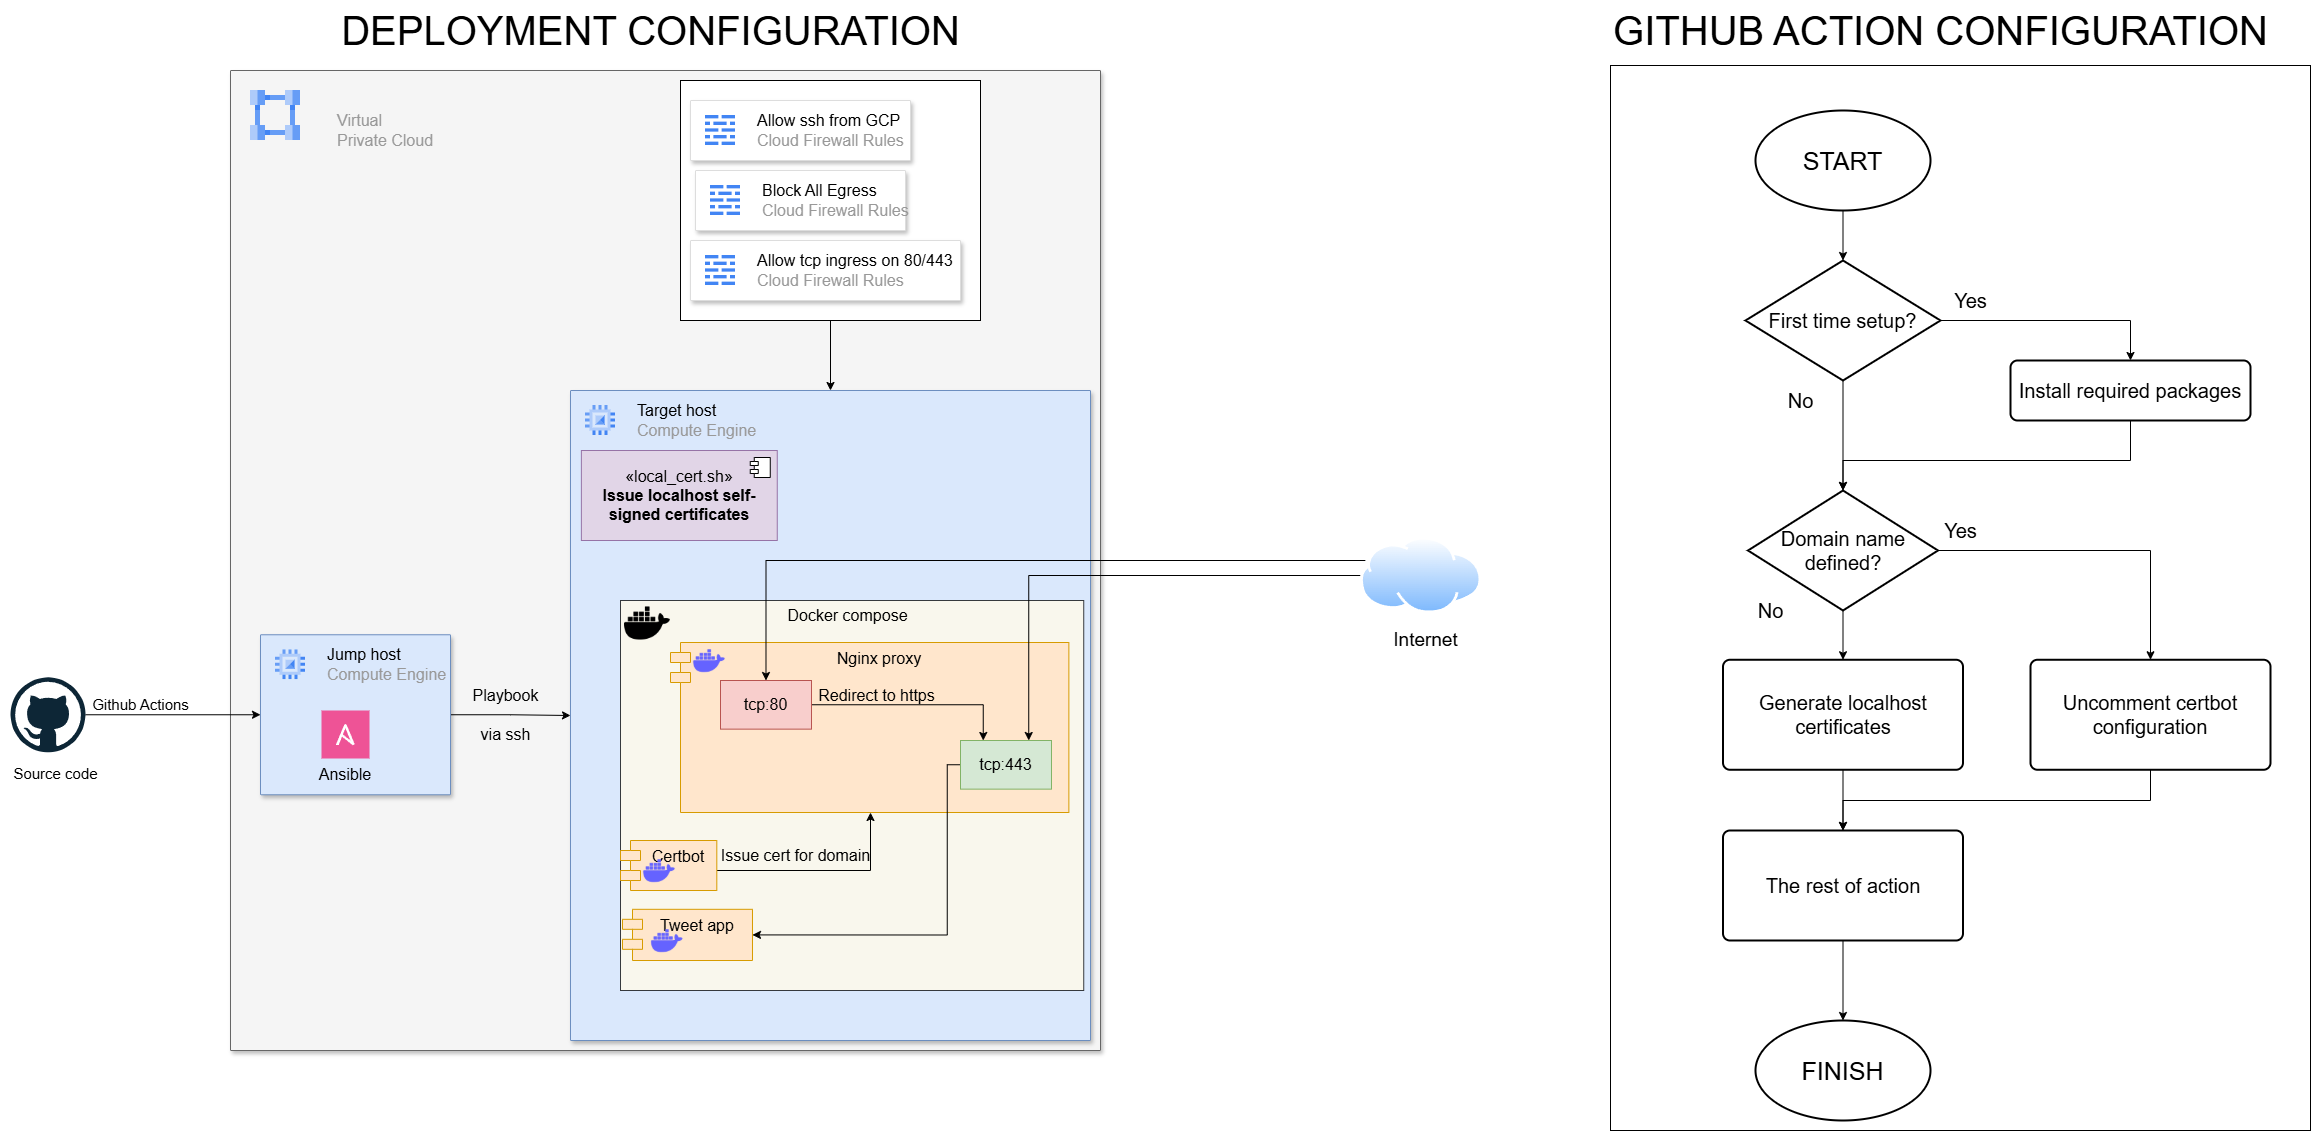 DEPLOYMENT CONFIGURATION
Virtual
Private Cloud
Allow ssh from GCP
Cloud Firewall Rules
Block All Egress
Cloud Firewall Rules
Allow tcp ingress on 80/443
Cloud Firewall Rules
Target host
Compute Engine
«local_cert.sh»
Issue localhost self-
signed certificates
Internet
Docker compose
Nginx proxy
tcp:80
Redirect to https
tcp:443
Certbot
Issue cert for domain
Tweet app
Jump host
Compute Engine
Ansible
Playbook
via ssh
Github Actions
Source code
GITHUB ACTION CONFIGURATION
START
First time setup?
Yes
No
Install required packages
Domain name
defined?
Yes
No
Generate localhost
certificates
Uncomment certbot
configuration
The rest of action
FINISH